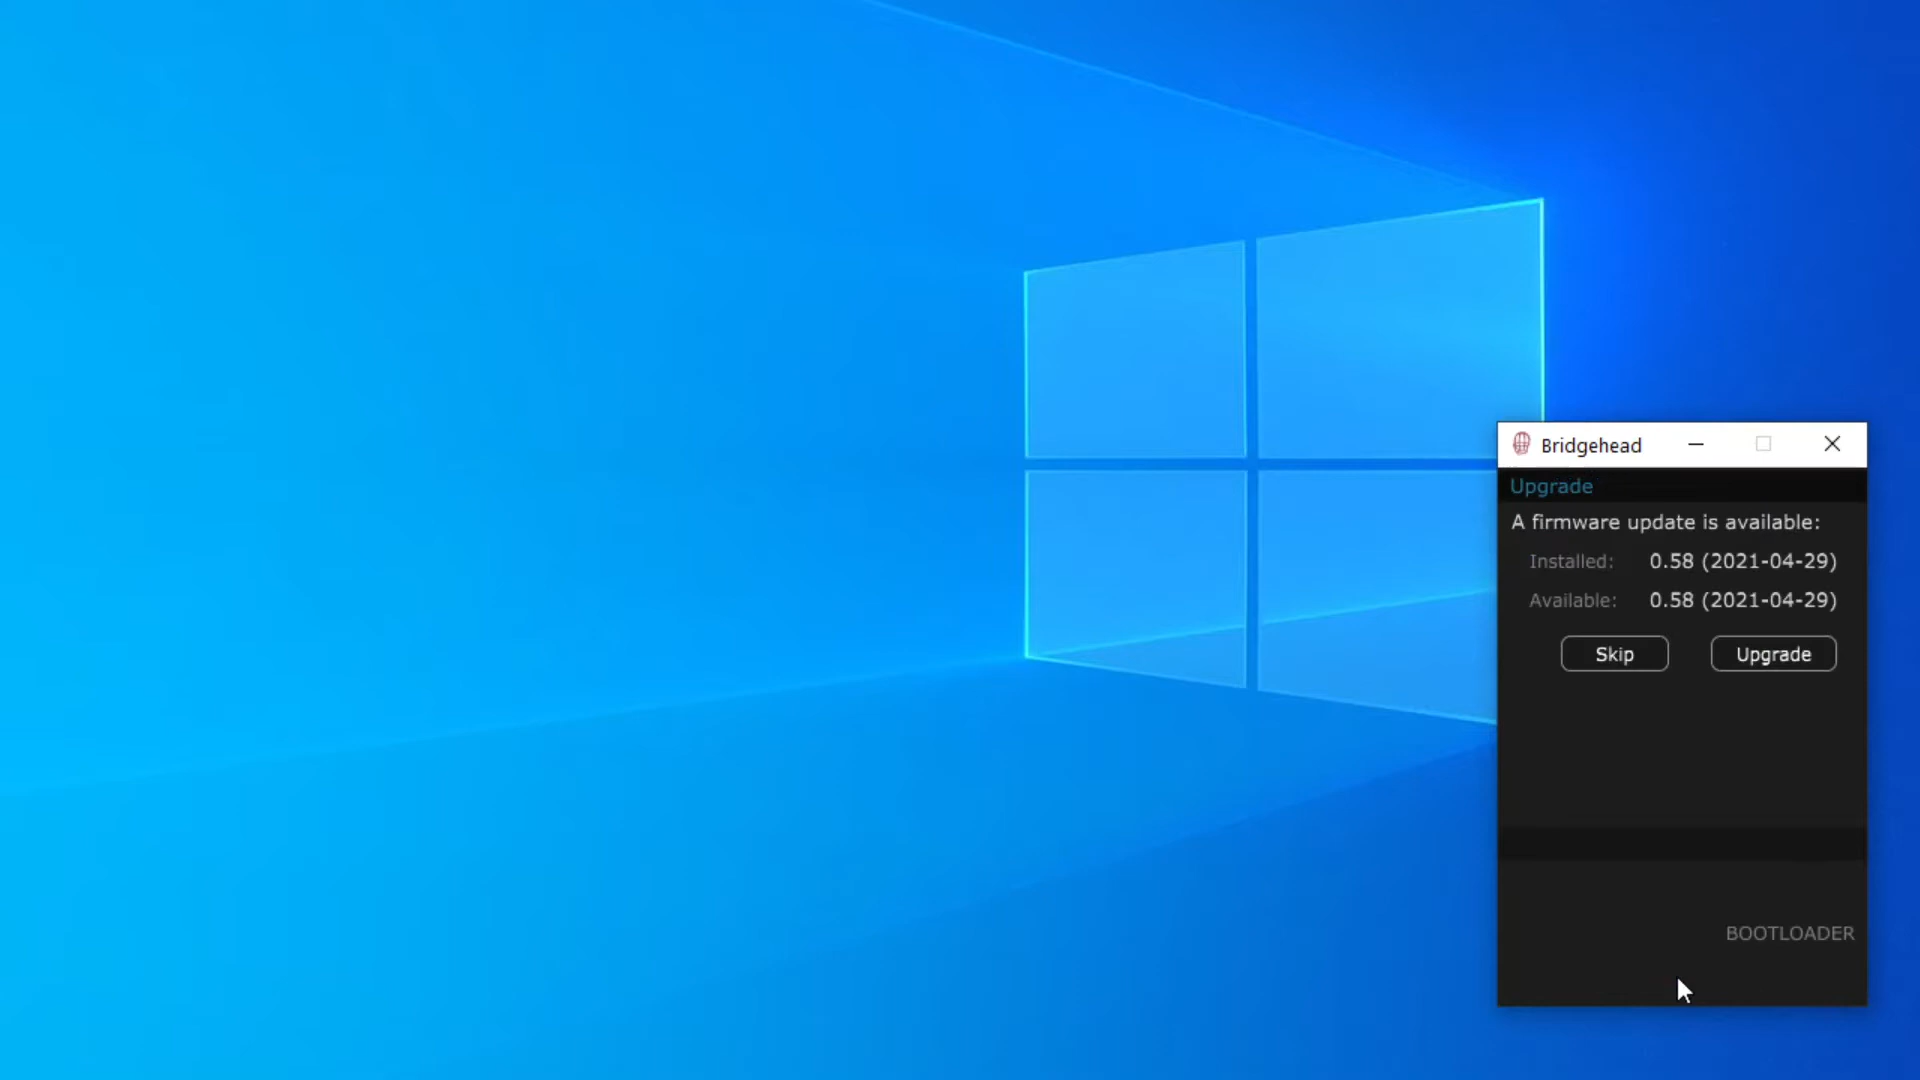 Bridgehead
Upgrade
A firmware update is available:
Installed: 0.58 (2021-04-29)
Available: 0.58 (2021-04-29)
Skip Upgrade
BOOTLOADER